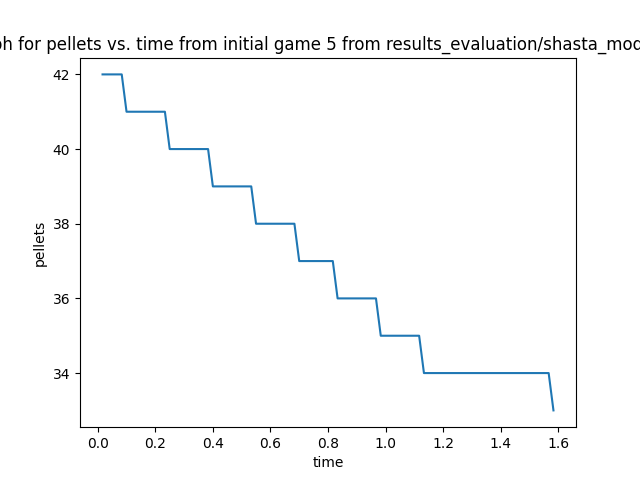 ph for pellets vs. time from initial game 5 from results_evaluation/shasta_mod
42
40
38
36
34
pellets
0.0 0.2 0.4 0.6 0.8 1.0 1.2 1.4 1.6
time